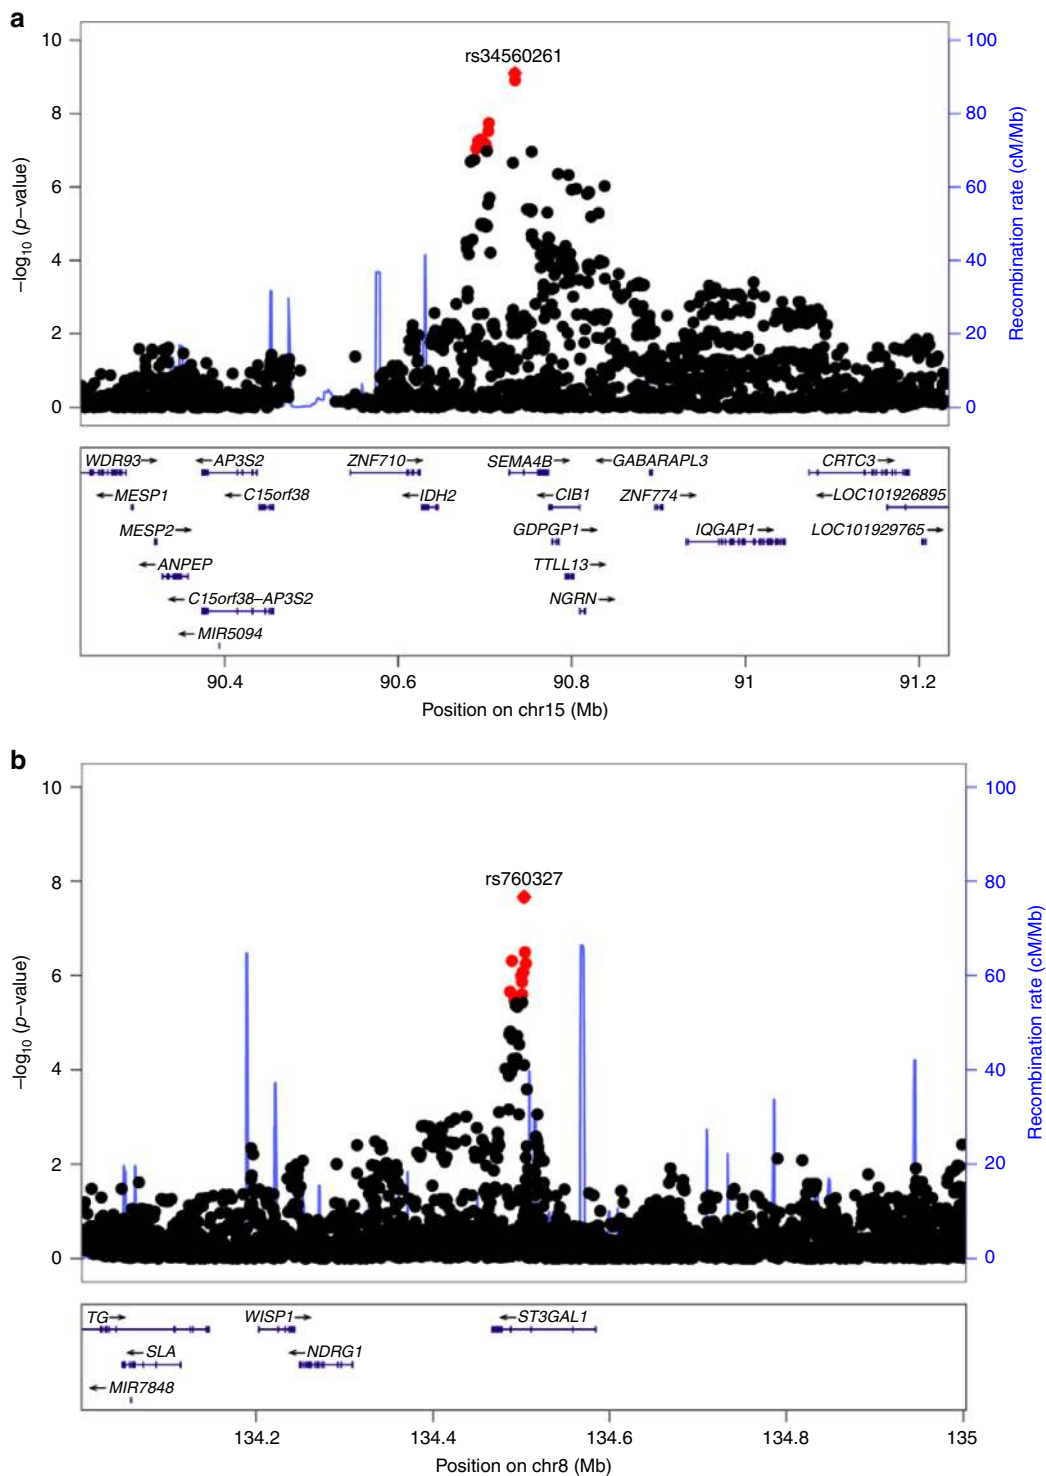 a
rs34560261
10
8
6
4
2
0
–log10 (p–value)
100
80
60
40
20
0
Recombination rate (cM/Mb)
WDR93 AP3S2 ZNF710 SEMA4B GABARAPL3 CRTC3
MESP1 C15orf38 IDH2 CIB1 ZNF774 LOC101926895
MESP2 GDPGP1 IQGAP1 LOC101929765
ANPEP TTLL13
C15orf38–AP3S2 NGRN
MIR5094
90.4 90.6 90.8 91 91.2
Position on chr15 (Mb)
b
rs760327
10
8
6
4
2
0
–log10 (p–value)
100
80
60
40
20
0
Recombination rate (cM/Mb)
TG WISP1 ST3GAL1
SLA NDRG1
MIR7848
134.2 134.4 134.6 134.8 135
Position on chr8 (Mb)